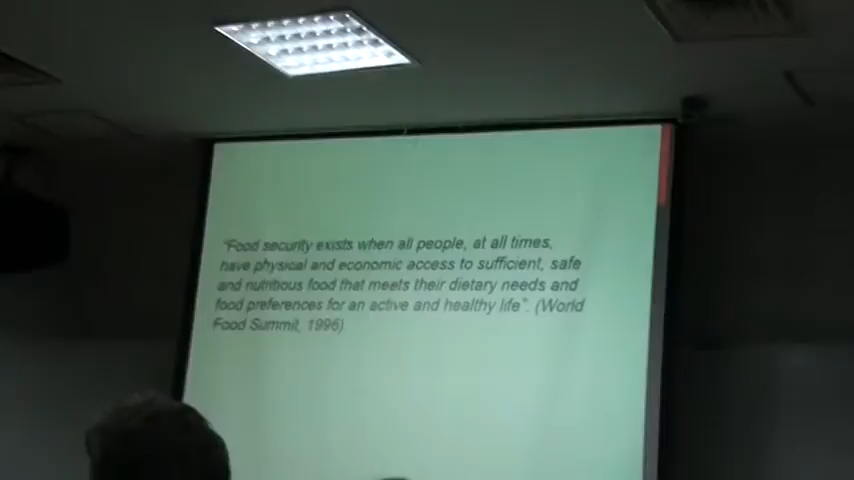 "Food security exists when all people, at all times,
have physical and economic access to sufficient, safe
and nutritious food that meets their dietary needs and
food preferences for an active and healthy life". (World
Food Summit, 1996)